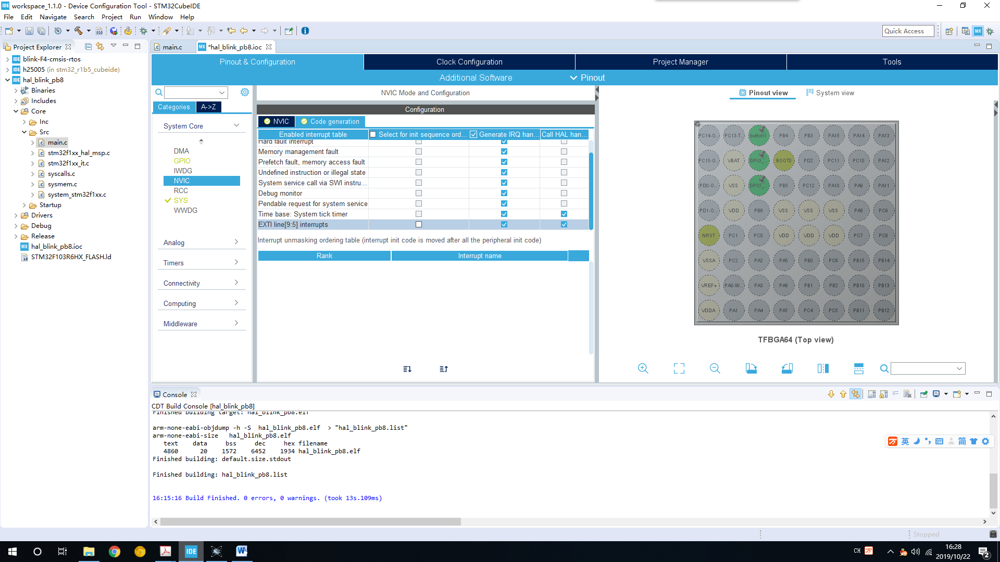 workspace_1.1.0 - Device Configuration Tool - STM32CubeIDE
File Edit Navigate Search Project Run Window Help
Quick Access
Project Explorer
main.c
*hal_blink_pb8.ioc
blink-F4-cmsis-rtos
h25005 (in stm32_r1b5_cubeide)
hal_blink_pb8
Binaries
Includes
Core
Inc
Src
main.c
stm32f1xx_hal_msp.c
stm32f1xx_it.c
syscalls.c
sysmem.c
system_stm32f1xx.c
Startup
Drivers
Debug
Release
hal_blink_pb8.ioc
STM32F103R6HX_FLASH.ld
Pinout & Configuration
Clock Configuration
Project Manager
Tools
Additional Software
Pinout
Categories
A->Z
System Core
DMA
GPIO
IWDG
NVIC
RCC
SYS
WWDG
Analog
Timers
Connectivity
Computing
Middleware
NVIC Mode and Configuration
Configuration
NVIC
Code generation
Enabled interrupt table
Select for init sequence ord...
Generate IRQ han...
Call HAL han...
Hard fault interrupt
Memory management fault
Prefetch fault, memory access fault
Undefined instruction or illegal state
System service call via SWI instru...
Debug monitor
Pendable request for system service
Time base: System tick timer
EXTI line[9:5] interrupts
Interrupt unmasking ordering table (interrupt init code is moved after all the peripheral init code)
Rank
Interrupt name
Pinout view
System view
PC14-O... PC13-T... button1 PB4 PB3 PA15 PA14 PA13
PC15-O... VBAT GPIO_... BOOT0 PD2 PC11 PC10 PA12
PD0-O... VSS GPIO_... PB5 PC12 PA10 PA9 PA11
PD1-O... VDD PB6 VSS VSS VSS PA8 PC9
NRST PC1 PC0 VDD VDD VDD PC7 PC8
VSSA PC2 PA2 PA5 PB0 PC6 PB15 PB14
VREF+ PA0-W... PA3 PA6 PB1 PB2 PB10 PB13
VDDA PA1 PA4 PA7 PC4 PC5 PB11 PB12
TFBGA64 (Top view)
Console
CDT Build Console [hal_blink_pb8]
Finished building target: hal_blink_pb8.elf
arm-none-eabi-objdump -h -S hal_blink_pb8.elf > "hal_blink_pb8.list"
arm-none-eabi-size hal_blink_pb8.elf
text data bss dec hex filename
4860 20 1572 6452 1934 hal_blink_pb8.elf
Finished building: default.size.stdout
Finished building: hal_blink_pb8.list
16:15:16 Build Finished. 0 errors, 0 warnings. (took 13s.109ms)
英
简
Stopped
IDE
CH
16:28
2019/10/22
2